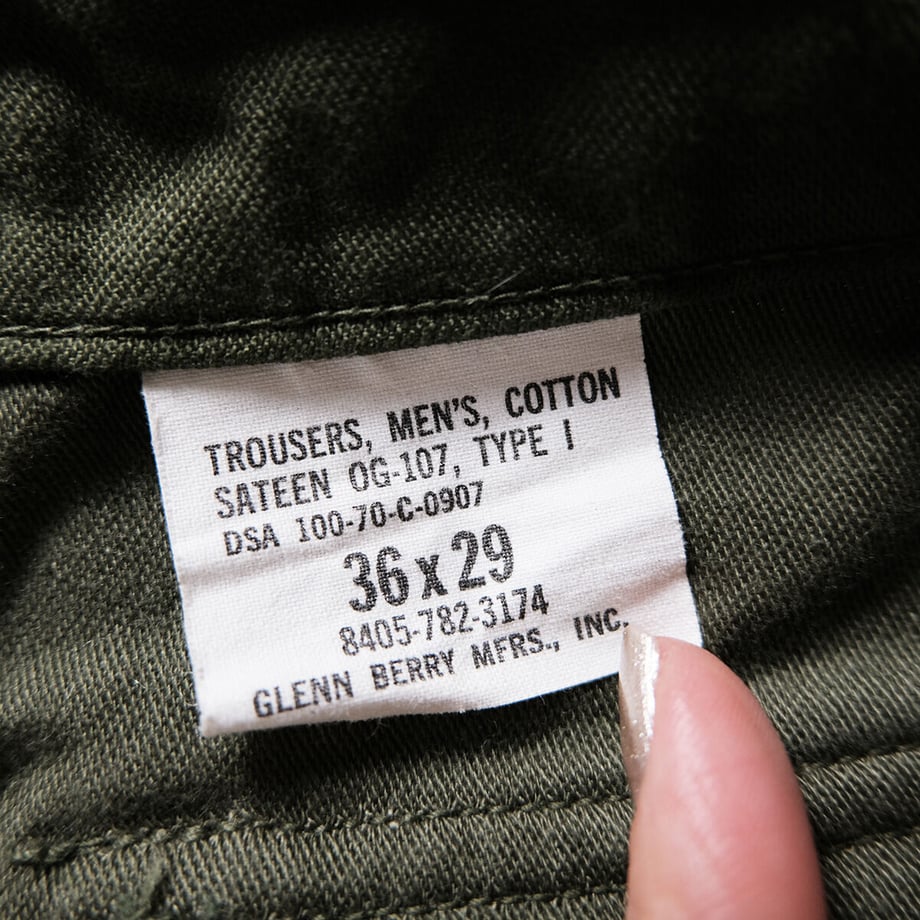 TROUSERS, MEN'S, COTTON
SATEEN OG-107, TYPE I
DSA 100-70-C-0907
36 x 29
8405-782-3174
GLENN BERRY MFRS., INC.